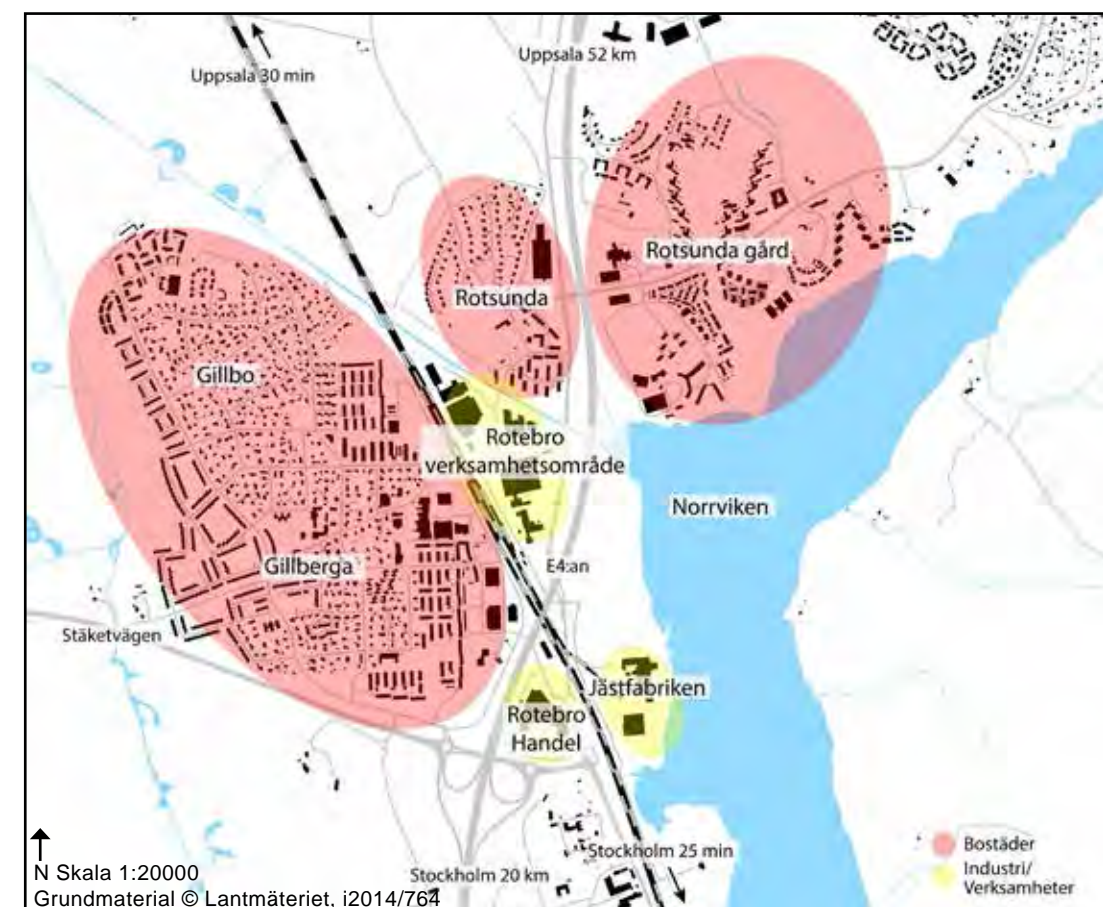 Uppsala 52 km
Uppsala 30 min
Rotsunda gård
Rotsunda
Gillbo
Rotebro
verksamhetsområde
Norrviken
Gillberga
E4:an
Stäketvägen
Jästfabriken
Rotebro
Handel
Bostäder
Stockholm 25 min
Industri/
Verksamheter
Stockholm 20 km
N Skala 1:20000
Grundmaterial © Lantmäteriet, i2014/764